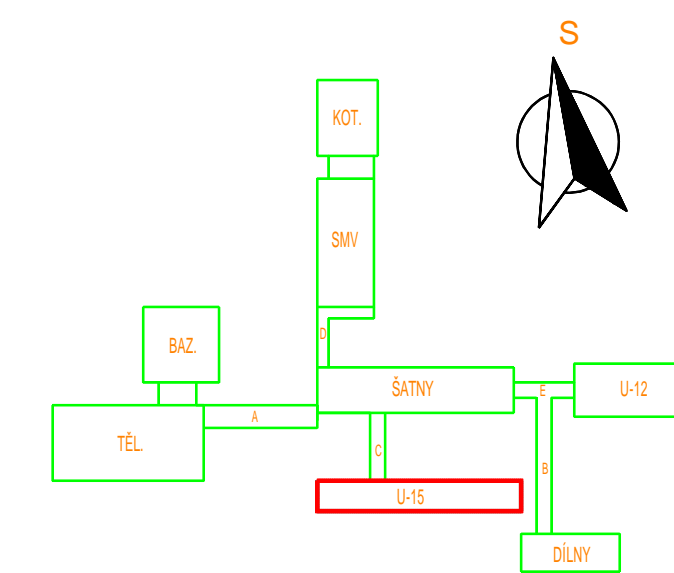 S
KOT.
SMV
BAZ.
D
ŠATNY
E
U-12
A
TĚL.
C
B
U-15
DÍLNY